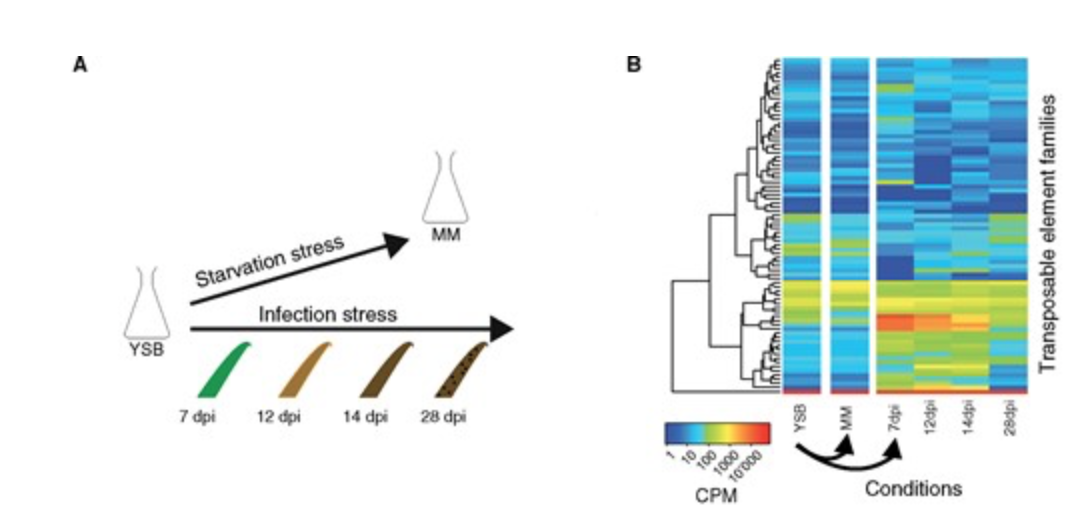 A
Starvation stress
MM
YSB
Infection stress
7 dpi
12 dpi
14 dpi
28 dpi
B
Transposable element families
YSB
MM
7dpi
12dpi
14dpi
28dpi
1
10
100
1000
10'000
CPM
Conditions